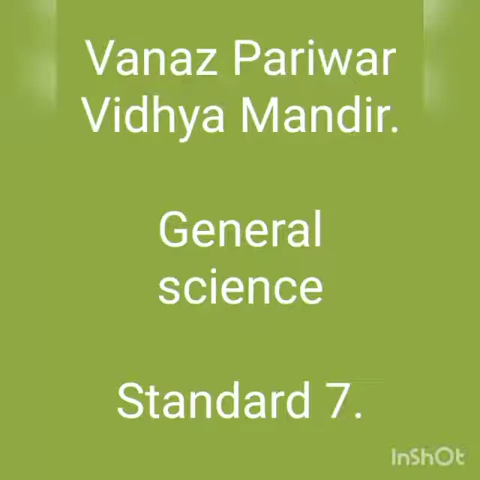 Vanaz Pariwar
Vidhya Mandir.
General
science
Standard 7.
InShOt